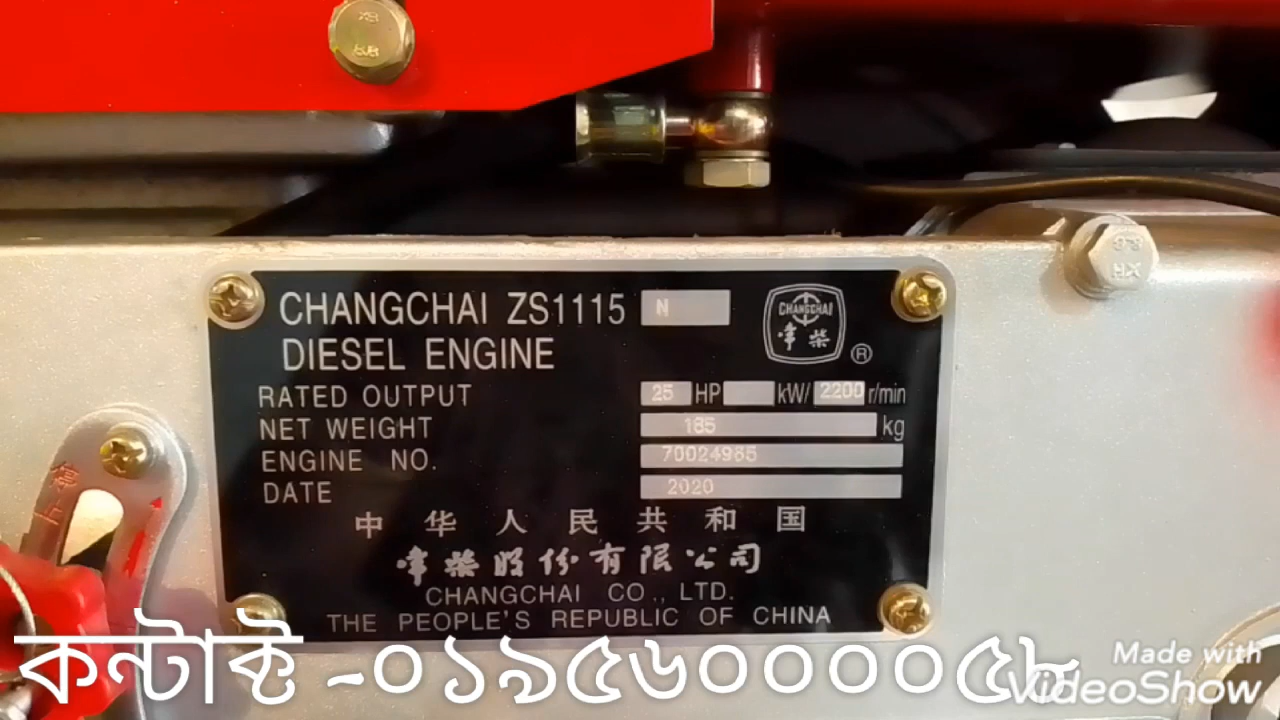 CHANGCHAI ZS1115 N
CHANGCHAI
常柴
®
DIESEL ENGINE
RATED OUTPUT 25 HP kW/ 2200 r/min
NET WEIGHT 185 kg
ENGINE NO. 70024985
DATE 2020
中华人民共和国
常柴股份有限公司
CHANGCHAI CO., LTD.
THE PEOPLE'S REPUBLIC OF CHINA
কন্টাক্ট -০১৯৫৬০০০০৫৮
Made with
VideoShow